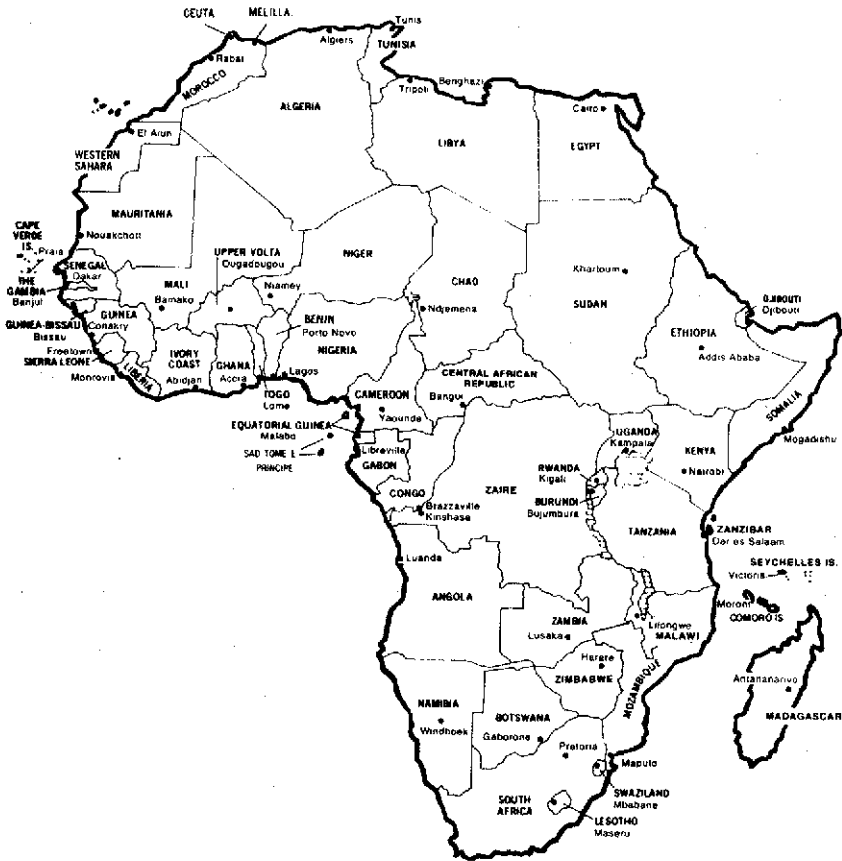 CEUTA
MELILLA.
Tunis
Algiers
TUNISIA
Rabat
MOROCCO
Tripoli
Benghazi
Cairo
ALGERIA
El Aiun
LIBYA
EGYPT
WESTERN
SAHARA
MAURITANIA
Nouakchott
CAPE
VERDE
IS.
Praia
SENEGAL
Dakar
THE
GAMBIA
Banjul
MALI
Bamako
UPPER VOLTA
Ougadougou
NIGER
Niamey
CHAD
Ndjamena
Khartoum
SUDAN
DJIBOUTI
Djibouti
ETHIOPIA
Addis Ababa
GUINEA
Conakry
GUINEA-BISSAU
Bissau
Freetown
SIERRA LEONE
Monrovia
LIBERIA
IVORY
COAST
Abidjan
GHANA
Accra
BENIN
Porto Novo
NIGERIA
Lagos
TOGO
Lome
CAMEROON
Yaounde
CENTRAL AFRICAN
REPUBLIC
Bangui
SOMALIA
Mogadishu
EQUATORIAL GUINEA
Malabo
SAO TOME &
PRINCIPE
Libreville
GABON
CONGO
Brazzaville
Kinshasa
ZAIRE
UGANDA
Kampala
KENYA
Nairobi
RWANDA
Kigali
BURUNDI
Bujumbura
TANZANIA
ZANZIBAR
Dar es Salaam
SEYCHELLES IS.
Victoria
Luanda
ANGOLA
ZAMBIA
Lusaka
Lilongwe
MALAWI
Moroni
COMORO IS
Harare
ZIMBABWE
MOZAMBIQUE
Antananarivo
MADAGASCAR
NAMIBIA
Windhoek
BOTSWANA
Gaborone
Pretoria
Maputo
SWAZILAND
Mbabane
SOUTH
AFRICA
LESOTHO
Maseru